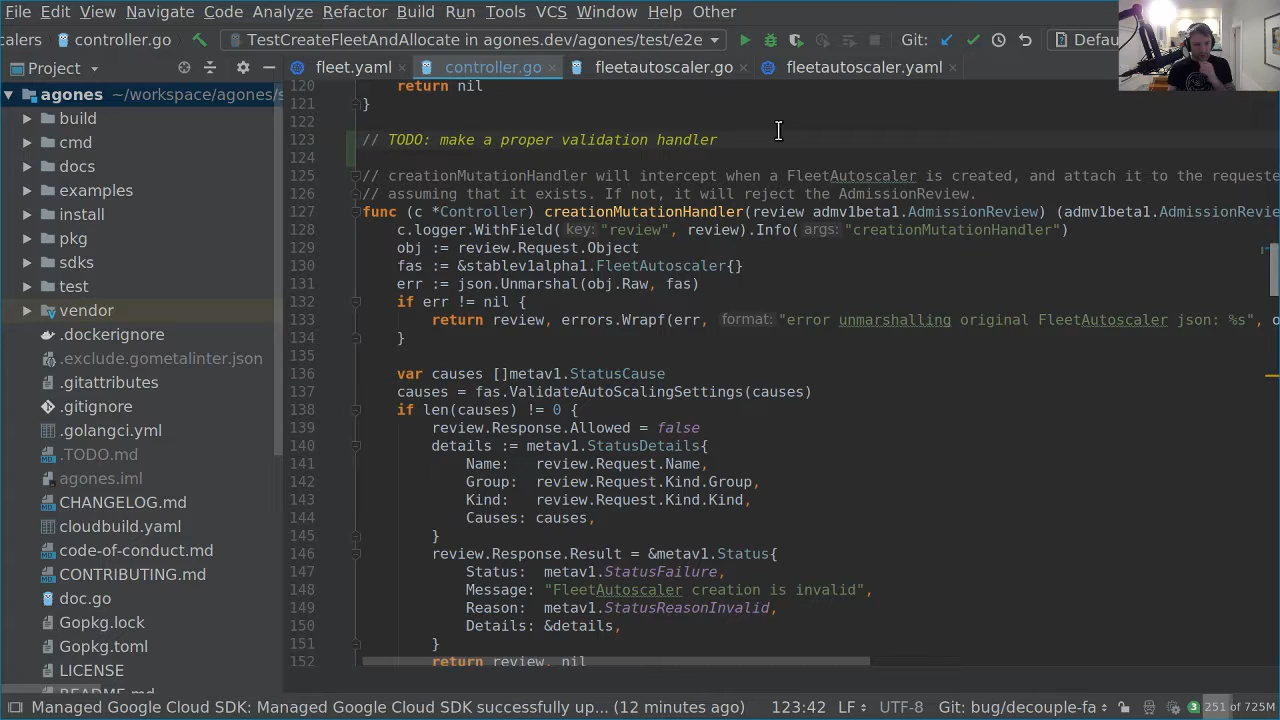 File Edit View Navigate Code Analyze Refactor Build Run Tools VCS Window Help Other
calers controller.go TestCreateFleetAndAllocate in agones.dev/agones/test/e2e Git: Defau
Project fleet.yaml controller.go fleetautoscaler.go fleetautoscaler.yaml
agones ~/workspace/agones/s
build
cmd
docs
examples
install
pkg
sdks
test
vendor
.dockerignore
.exclude.gometalinter.json
.gitattributes
.gitignore
.golangci.yml
.TODO.md
agones.iml
CHANGELOG.md
cloudbuild.yaml
code-of-conduct.md
CONTRIBUTING.md
doc.go
Gopkg.lock
Gopkg.toml
LICENSE
README.md
120 return nil
121 }
122
123 // TODO: make a proper validation handler
124
125 // creationMutationHandler will intercept when a FleetAutoscaler is created, and attach it to the requeste
126 // assuming that it exists. If not, it will reject the AdmissionReview.
127 func (c *Controller) creationMutationHandler(review admv1beta1.AdmissionReview) (admv1beta1.AdmissionRevie
128 c.logger.WithField( key: "review", review).Info( args: "creationMutationHandler")
129 obj := review.Request.Object
130 fas := &stablev1alpha1.FleetAutoscaler{}
131 err := json.Unmarshal(obj.Raw, fas)
132 if err != nil {
133 return review, errors.Wrapf(err, format: "error unmarshalling original FleetAutoscaler json: %s", o
134 }
135
136 var causes []metav1.StatusCause
137 causes = fas.ValidateAutoScalingSettings(causes)
138 if len(causes) != 0 {
139 review.Response.Allowed = false
140 details := metav1.StatusDetails{
141 Name: review.Request.Name,
142 Group: review.Request.Kind.Group,
143 Kind: review.Request.Kind.Kind,
144 Causes: causes,
145 }
146 review.Response.Result = &metav1.Status{
147 Status: metav1.StatusFailure,
148 Message: "FleetAutoscaler creation is invalid",
149 Reason: metav1.StatusReasonInvalid,
150 Details: &details,
151 }
152 return review, nil
Managed Google Cloud SDK: Managed Google Cloud SDK successfully up... (12 minutes ago) 123:42 LF UTF-8 Git: bug/decouple-fa 3 251 of 725M